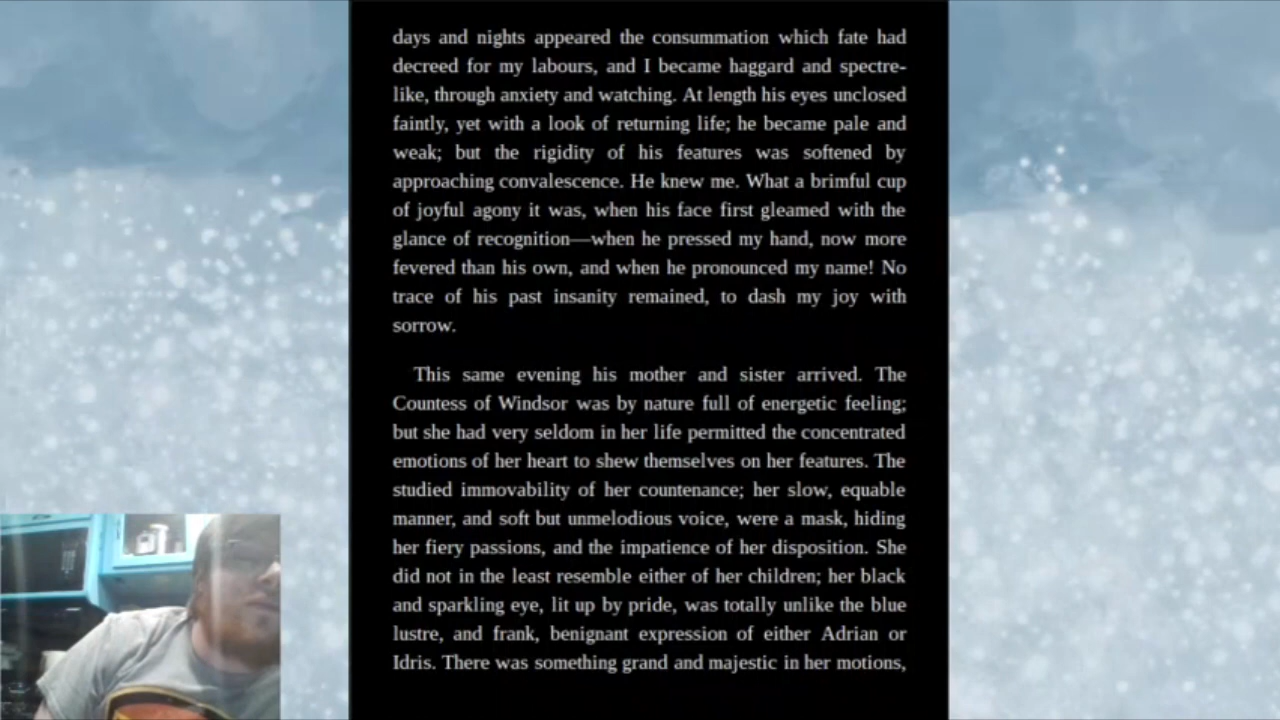 days and nights appeared the consummation which fate had
decreed for my labours, and I became haggard and spectre-
like, through anxiety and watching. At length his eyes unclosed
faintly, yet with a look of returning life; he became pale and
weak; but the rigidity of his features was softened by
approaching convalescence. He knew me. What a brimful cup
of joyful agony it was, when his face first gleamed with the
glance of recognition—when he pressed my hand, now more
fevered than his own, and when he pronounced my name! No
trace of his past insanity remained, to dash my joy with
sorrow.
This same evening his mother and sister arrived. The
Countess of Windsor was by nature full of energetic feeling;
but she had very seldom in her life permitted the concentrated
emotions of her heart to shew themselves on her features. The
studied immovability of her countenance; her slow, equable
manner, and soft but unmelodious voice, were a mask, hiding
her fiery passions, and the impatience of her disposition. She
did not in the least resemble either of her children; her black
and sparkling eye, lit up by pride, was totally unlike the blue
lustre, and frank, benignant expression of either Adrian or
Idris. There was something grand and majestic in her motions,